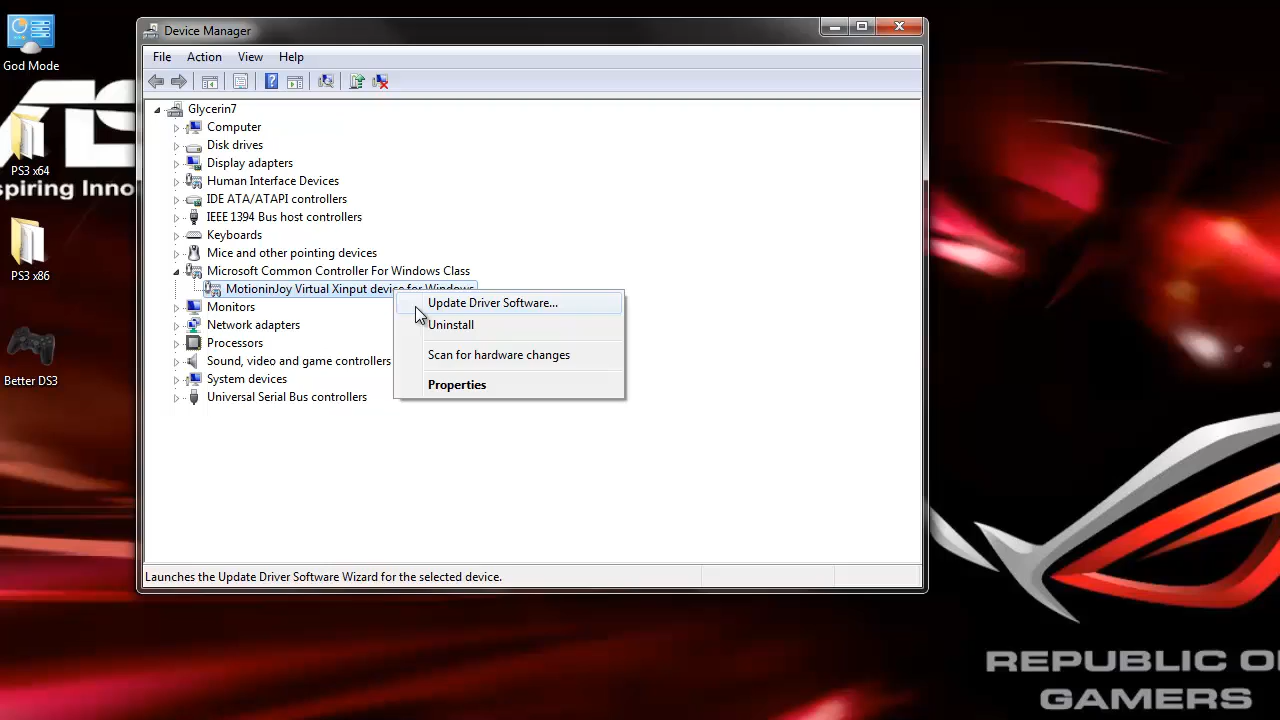 God Mode
PS3 x64
spiring Inno
PS3 x86
Better DS3
Device Manager
File Action View Help
Glycerin7
Computer
Disk drives
Display adapters
Human Interface Devices
IDE ATA/ATAPI controllers
IEEE 1394 Bus host controllers
Keyboards
Mice and other pointing devices
Microsoft Common Controller For Windows Class
MotioninJoy Virtual Xinput device for Windows
Monitors
Network adapters
Processors
Sound, video and game controllers
System devices
Universal Serial Bus controllers
Update Driver Software...
Uninstall
Scan for hardware changes
Properties
Launches the Update Driver Software Wizard for the selected device.
REPUBLIC O
GAMERS